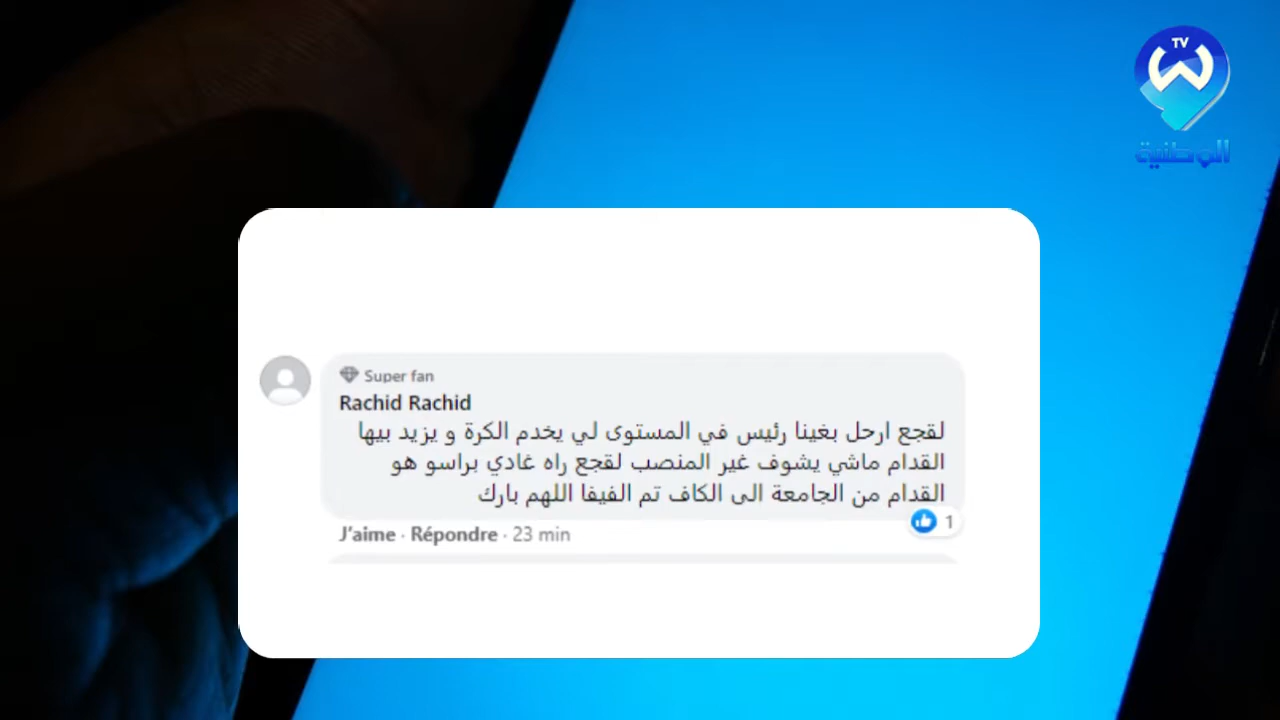 TV
الوطنية
Super fan
Rachid Rachid
لقجع ارحل بغينا رئيس في المستوى لي يخدم الكرة و يزيد بيها
القدام ماشي يشوف غير المنصب لقجع راه غادي براسو هو
القدام من الجامعة الى الكاف تم الفيفا اللهم بارك
1
J’aime · Répondre · 23 min